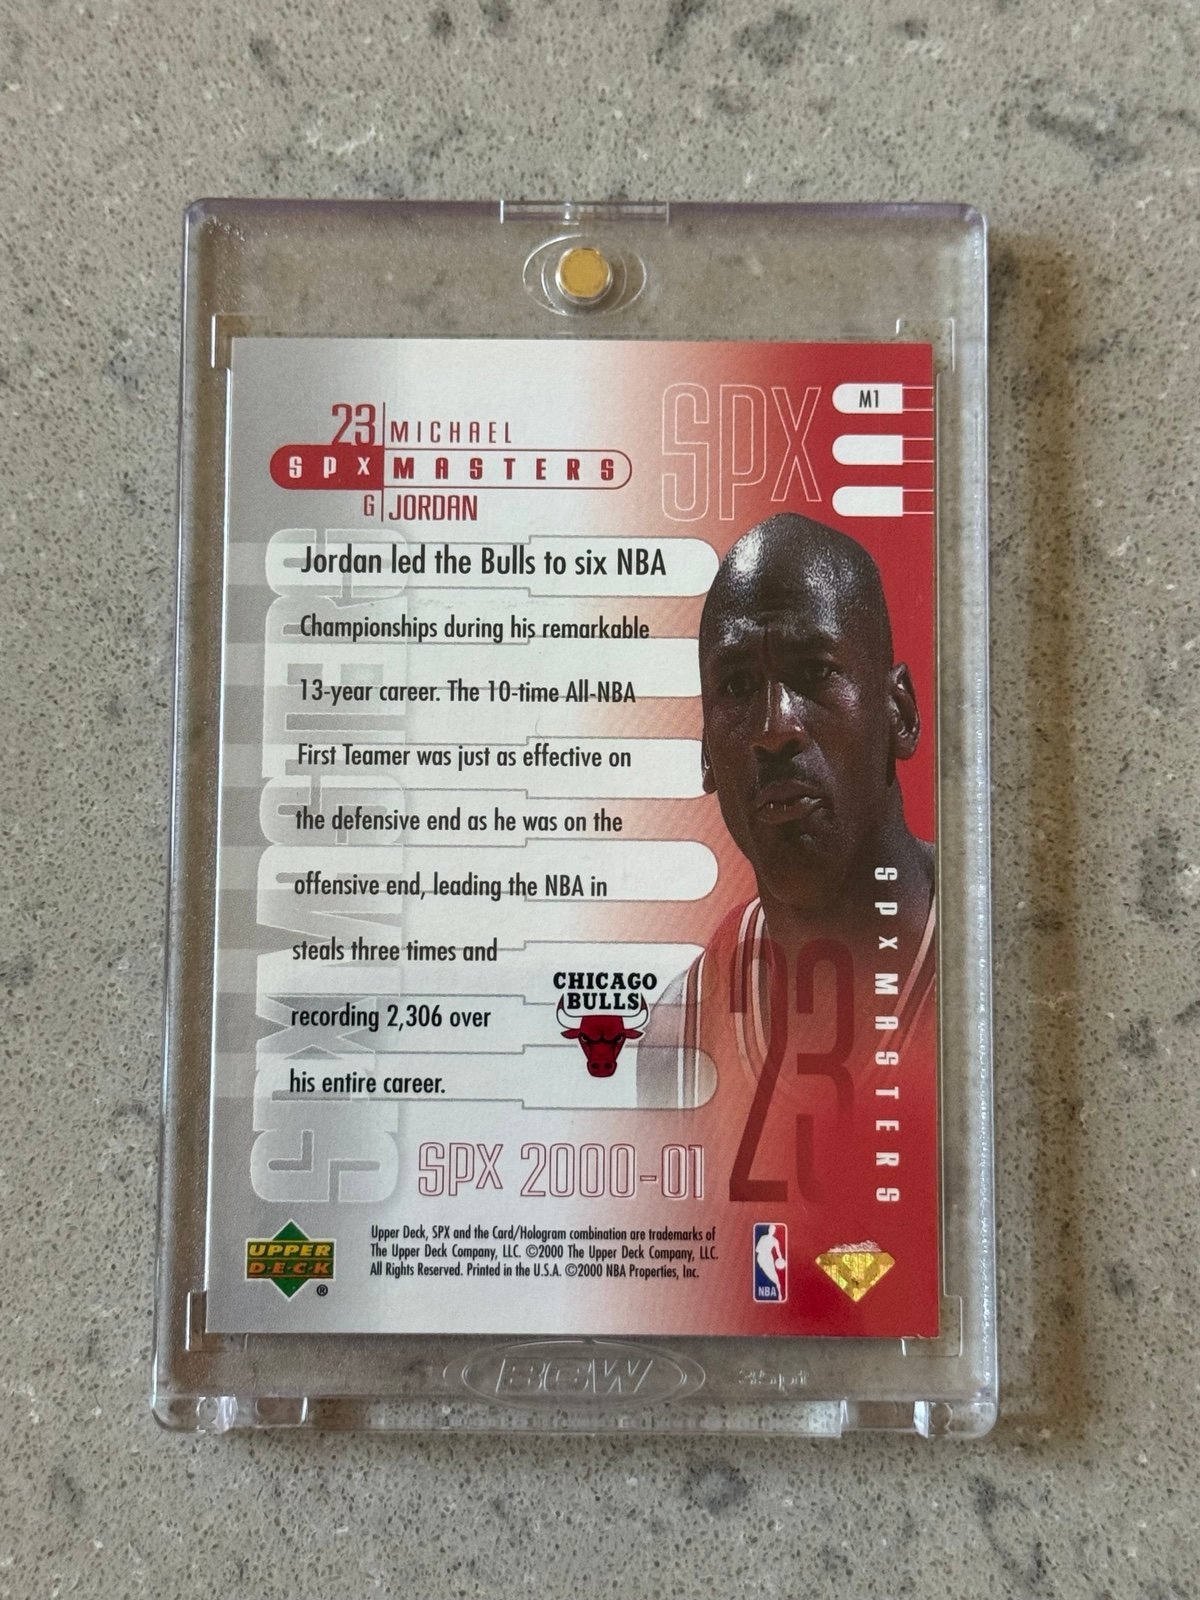 SPX
M1
23 MICHAEL
SPX MASTERS
G JORDAN
Jordan led the Bulls to six NBA
Championships during his remarkable
13-year career. The 10-time All-NBA
First Teamer was just as effective on
the defensive end as he was on the
offensive end, leading the NBA in
steals three times and
recording 2,306 over
his entire career.
CHICAGO
BULLS
SPX MASTERS
SPX MASTERS
23
SPX 2000-01
UPPER
D·E·C·K
®
Upper Deck, SPX and the Card/Hologram combination are trademarks of
The Upper Deck Company, LLC. ©2000 The Upper Deck Company, LLC.
All Rights Reserved. Printed in the U.S.A. ©2000 NBA Properties, Inc.
NBA
BCW
35pt